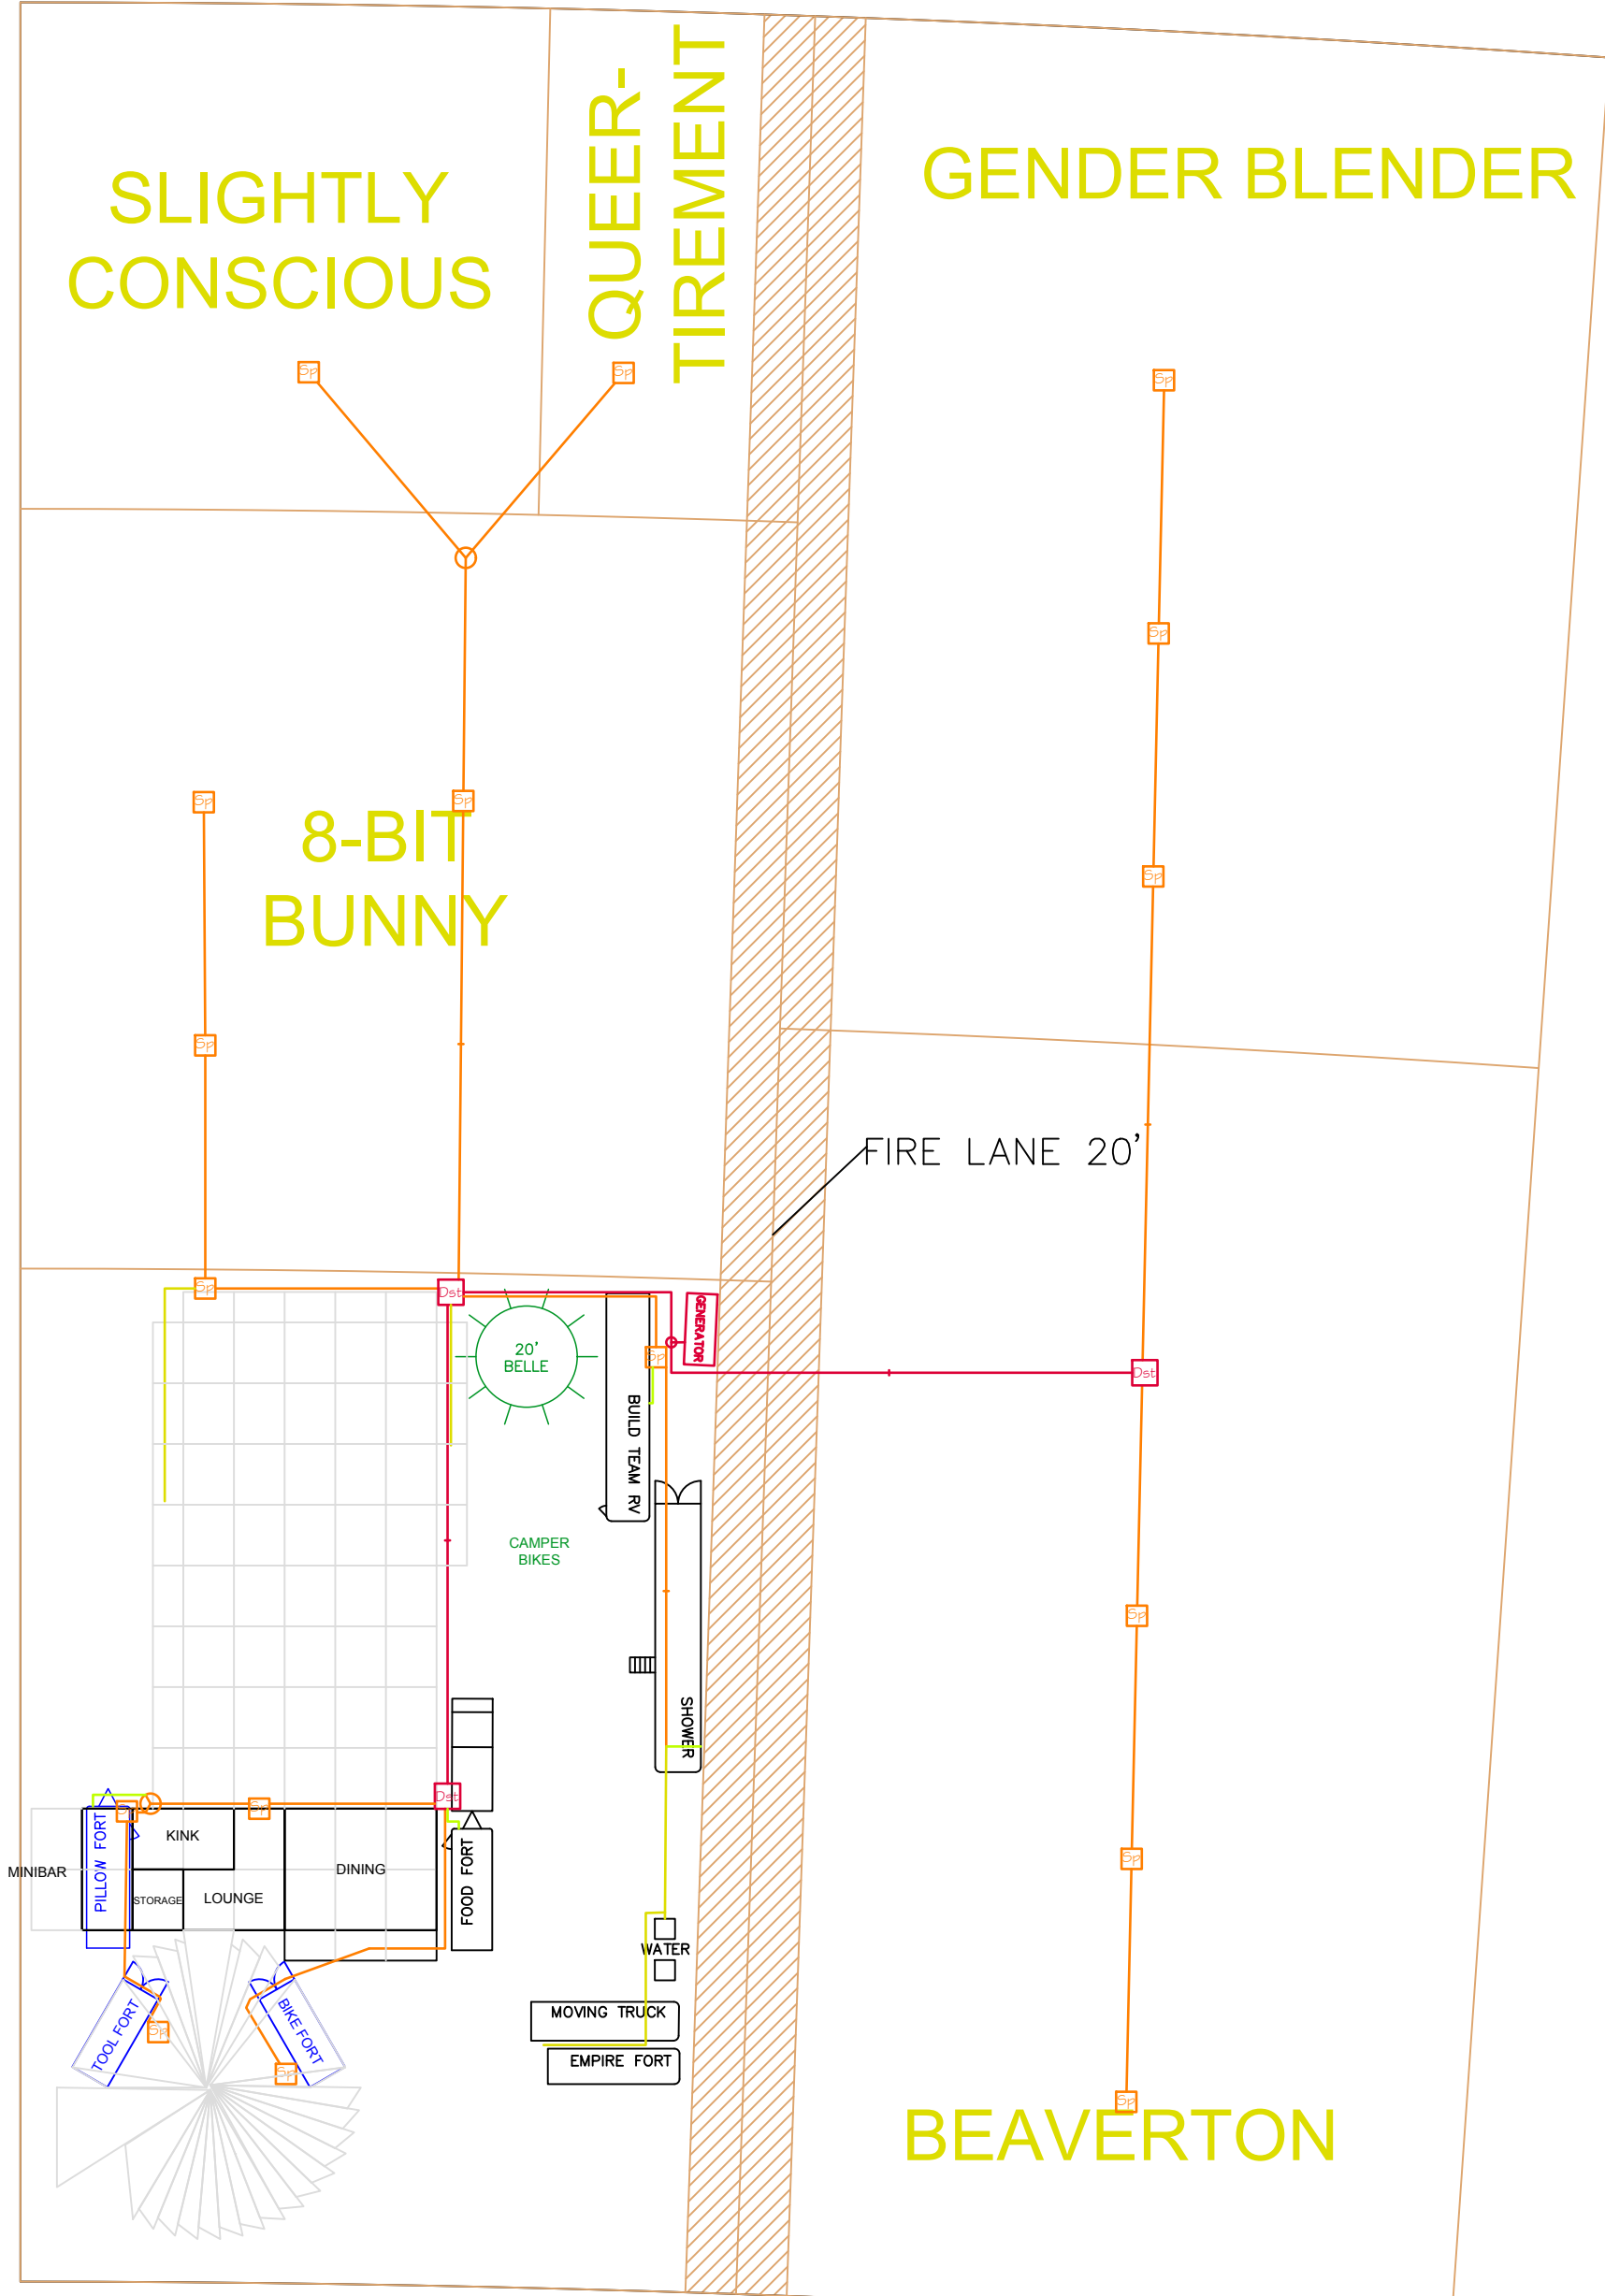 SLIGHTLY
CONSCIOUS
QUEER-
TIREMENT
GENDER BLENDER
Sp
Sp
Sp
Sp
Sp
Sp
8-BIT
BUNNY
Sp
Sp
FIRE LANE 20'
Sp
Dst
GENERATOR
20'
BELLE
Sp
Dst
BUILD TEAM RV
CAMPER
BIKES
Sp
SHOWER
Dst
Sp
Sp
PILLOW FORT
KINK
MINIBAR
STORAGE
LOUNGE
DINING
FOOD FORT
Sp
WATER
TOOL FORT
BIKE FORT
MOVING TRUCK
Sp
EMPIRE FORT
Sp
Sp
BEAVERTON